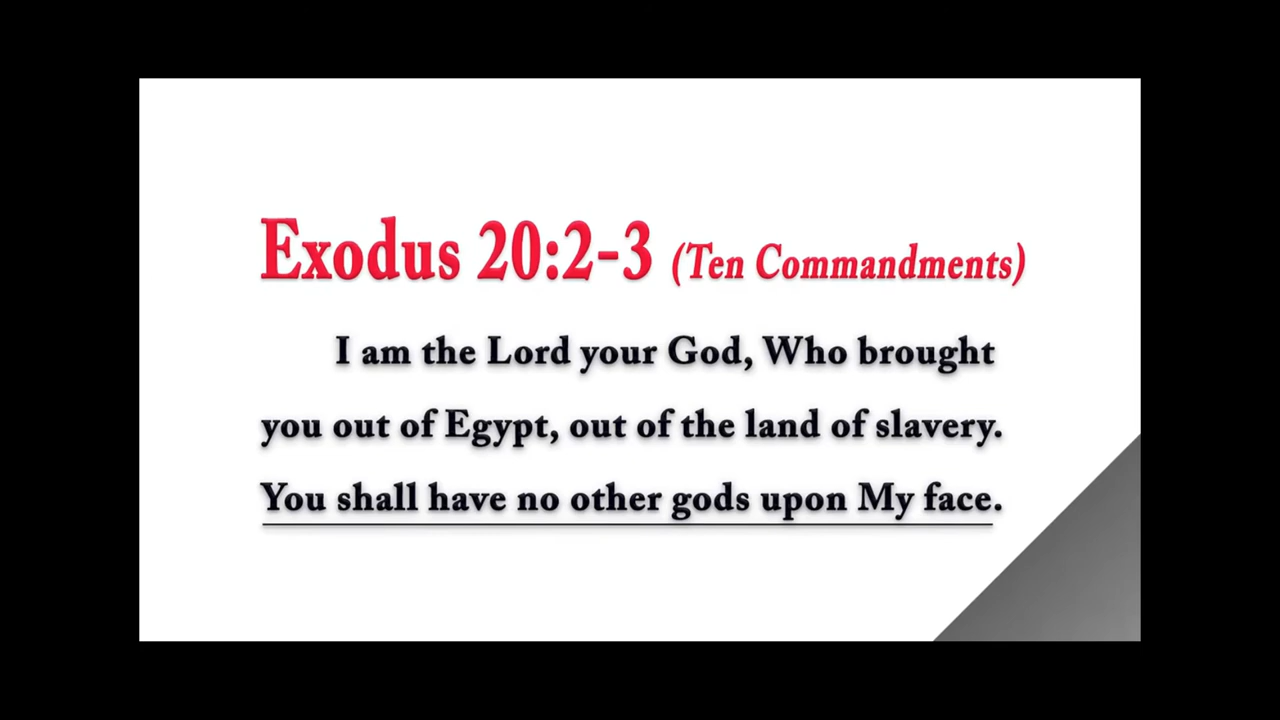 Exodus 20:2-3 (Ten Commandments)
I am the Lord your God, Who brought
you out of Egypt, out of the land of slavery.
You shall have no other gods upon My face.